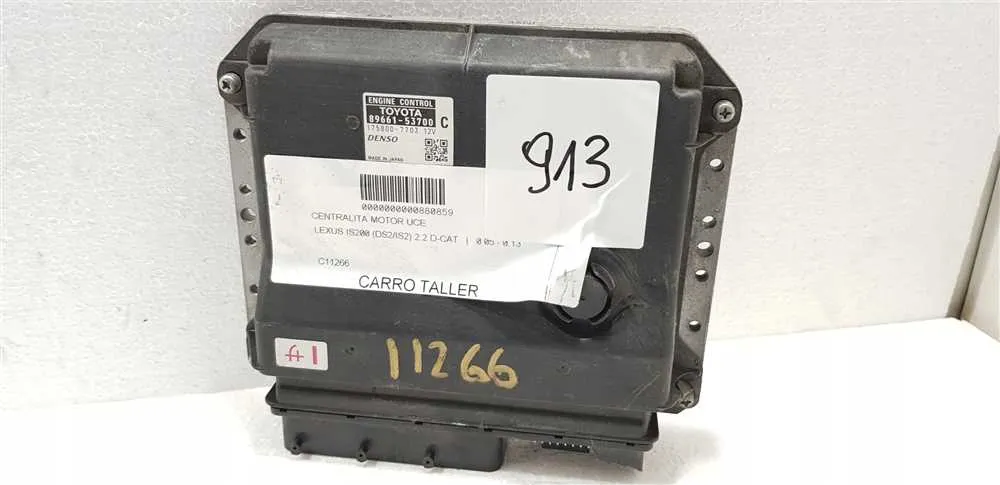 ENGINE CONTROL
TOYOTA
89661-53700 C
175800-7703 12V
DENSO
MADE IN JAPAN
913
0000000000880859
CENTRALITA MOTOR UCE
LEXUS IS200 (DS2/IS2) 2.2 D-CAT | 0.05 - 0.13
C11266
CARRO TALLER
A1
11266